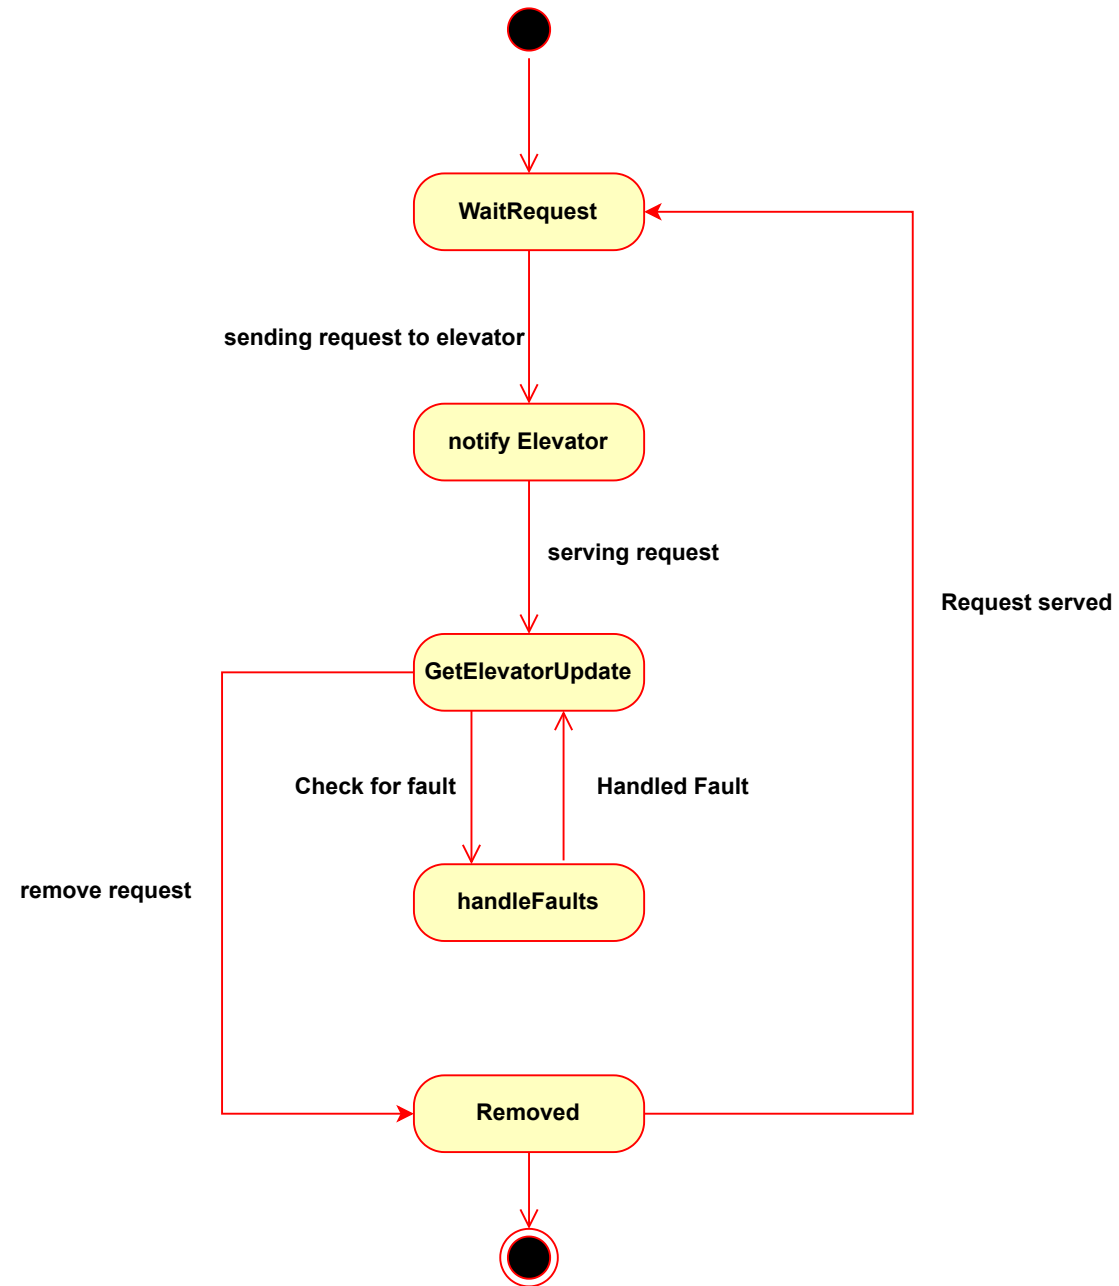 WaitRequest
sending request to elevator
notify Elevator
serving request
Request served
GetElevatorUpdate
Check for fault
Handled Fault
remove request
handleFaults
Removed